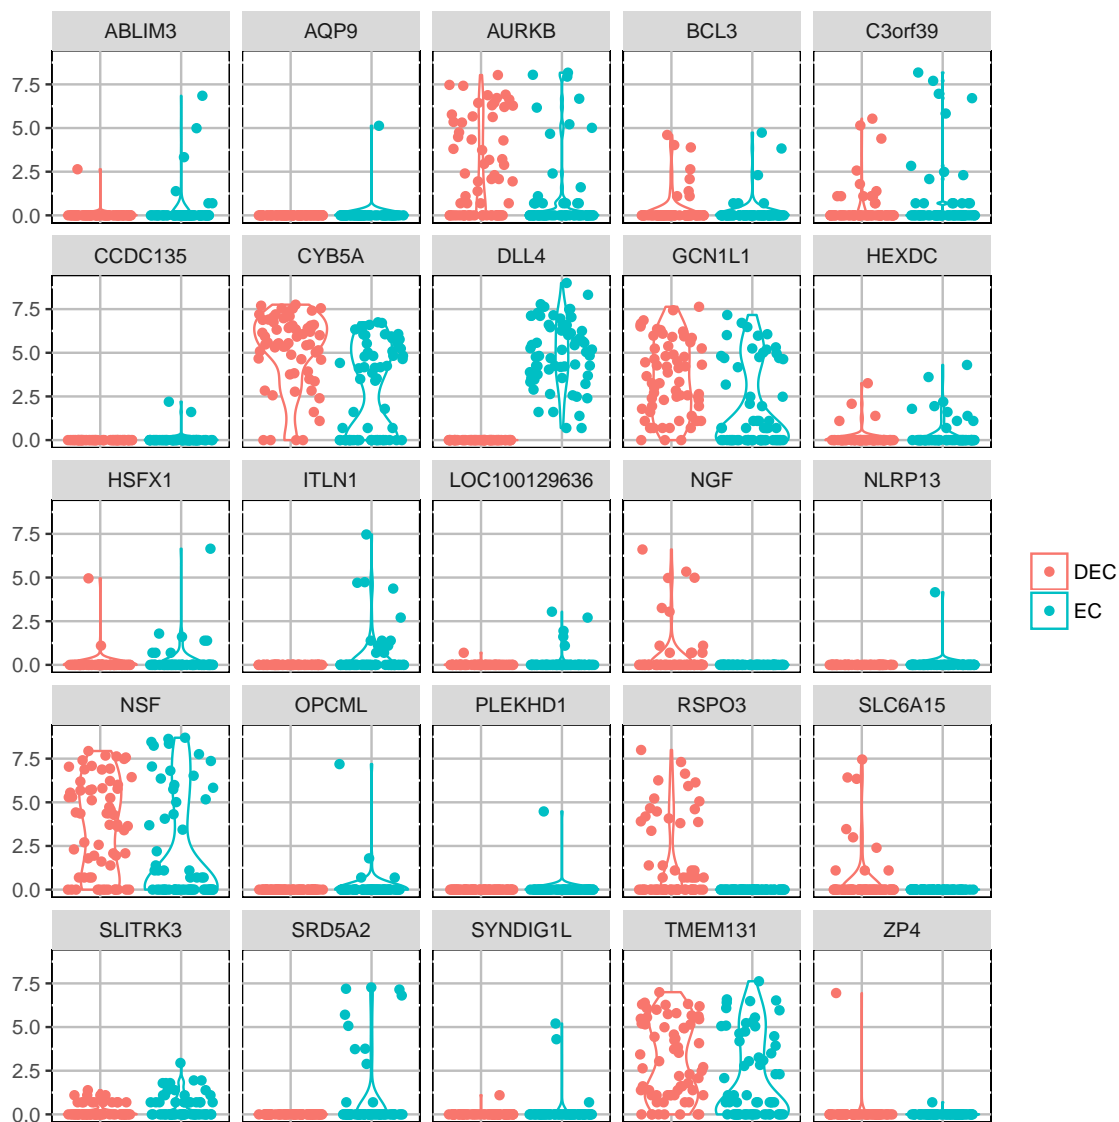 ABLIM3 AQP9 AURKB BCL3 C3orf39
7.5
5.0
2.5
0.0
CCDC135 CYB5A DLL4 GCN1L1 HEXDC
7.5
5.0
2.5
0.0
HSFX1 ITLN1 LOC100129636 NGF NLRP13
7.5
5.0
2.5
0.0
DEC
EC
NSF OPCML PLEKHD1 RSPO3 SLC6A15
7.5
5.0
2.5
0.0
SLITRK3 SRD5A2 SYNDIG1L TMEM131 ZP4
7.5
5.0
2.5
0.0